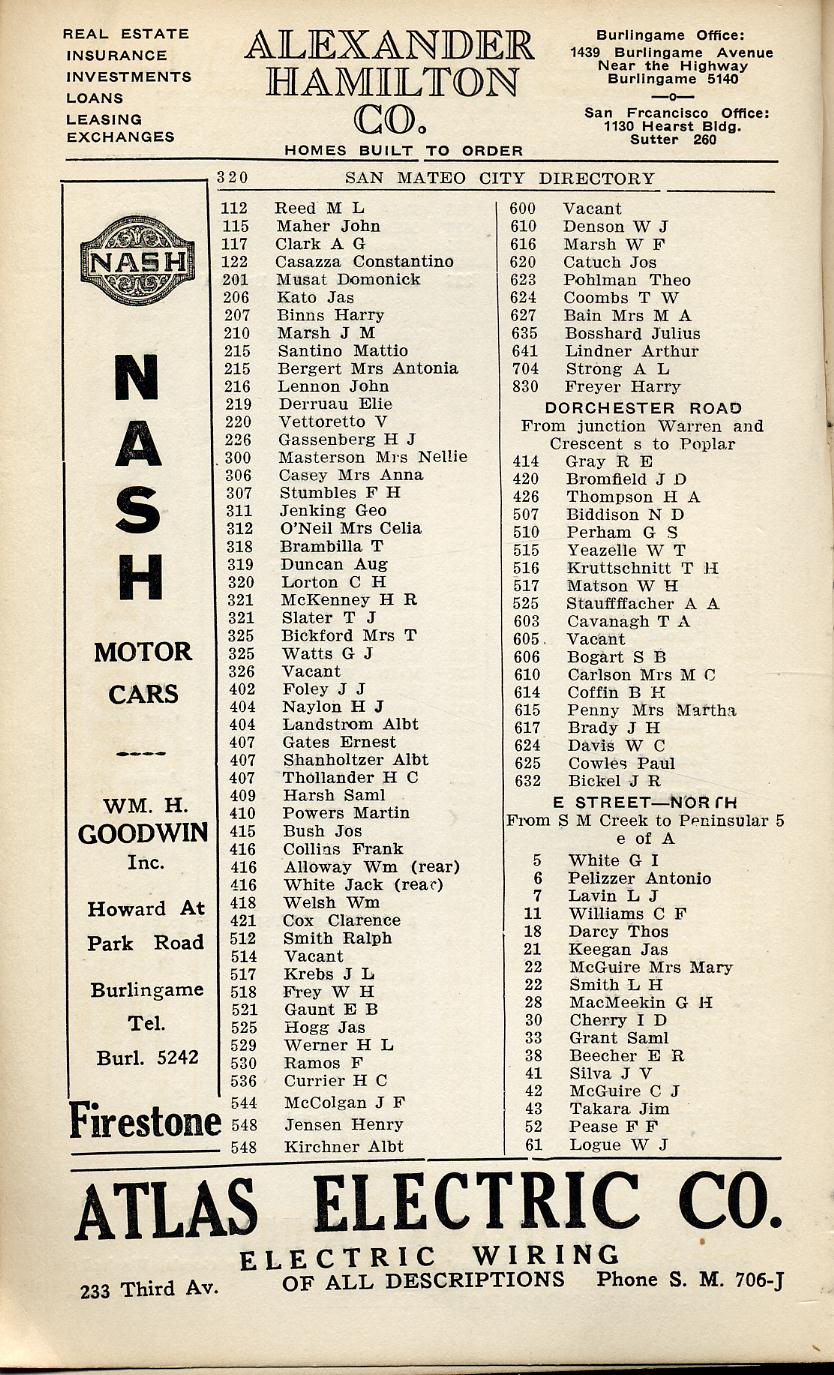 REAL ESTATE
INSURANCE
INVESTMENTS
LOANS
LEASING
EXCHANGES
ALEXANDER
HAMILTON
CO.
HOMES BUILT TO ORDER
Burlingame Office:
1439 Burlingame Avenue
Near the Highway
Burlingame 5140
—o—
San Frcancisco Office:
1130 Hearst Bldg.
Sutter 260
320 SAN MATEO CITY DIRECTORY
NASH
NASH
MOTOR
CARS
----
WM. H.
GOODWIN
Inc.
Howard At
Park Road
Burlingame
Tel.
Burl. 5242
Firestone
112 Reed M L
115 Maher John
117 Clark A G
122 Casazza Constantino
201 Musat Domonick
206 Kato Jas
207 Binns Harry
210 Marsh J M
215 Santino Mattio
215 Bergert Mrs Antonia
216 Lennon John
219 Derruau Elie
220 Vettoretto V
226 Gassenberg H J
300 Masterson Mrs Nellie
306 Casey Mrs Anna
307 Stumbles F H
311 Jenking Geo
312 O'Neil Mrs Celia
318 Brambilla T
319 Duncan Aug
320 Lorton C H
321 McKenney H R
321 Slater T J
325 Bickford Mrs T
325 Watts G J
326 Vacant
402 Foley J J
404 Naylon H J
404 Landstrom Albt
407 Gates Ernest
407 Shanholtzer Albt
407 Thollander H C
409 Harsh Saml
410 Powers Martin
415 Bush Jos
416 Collins Frank
416 Alloway Wm (rear)
416 White Jack (rear)
418 Welsh Wm
421 Cox Clarence
512 Smith Ralph
514 Vacant
517 Krebs J L
518 Frey W H
521 Gaunt E B
525 Hogg Jas
529 Werner H L
530 Ramos F
536 Currier H C
544 McColgan J F
548 Jensen Henry
548 Kirchner Albt
600 Vacant
610 Denson W J
616 Marsh W F
620 Catuch Jos
623 Pohlman Theo
624 Coombs T W
627 Bain Mrs M A
635 Bosshard Julius
641 Lindner Arthur
704 Strong A L
830 Freyer Harry
DORCHESTER ROAD
From junction Warren and
Crescent s to Poplar
414 Gray R E
420 Bromfield J D
426 Thompson H A
507 Biddison N D
510 Perham G S
515 Yeazelle W T
516 Kruttschnitt T H
517 Matson W H
525 Stauffffacher A A
603 Cavanagh T A
605 Vacant
606 Bogart S B
610 Carlson Mrs M C
614 Coffin B H
615 Penny Mrs Martha
617 Brady J H
624 Davis W C
625 Cowles Paul
632 Bickel J R
E STREET—NORTH
From S M Creek to Peninsular 5
e of A
5 White G I
6 Pelizzer Antonio
7 Lavin L J
11 Williams C F
18 Darcy Thos
21 Keegan Jas
22 McGuire Mrs Mary
22 Smith L H
28 MacMeekin G H
30 Cherry I D
33 Grant Saml
38 Beecher E R
41 Silva J V
42 McGuire C J
43 Takara Jim
52 Pease F F
61 Logue W J
ATLAS ELECTRIC CO.
ELECTRIC WIRING
233 Third Av. OF ALL DESCRIPTIONS Phone S. M. 706-J